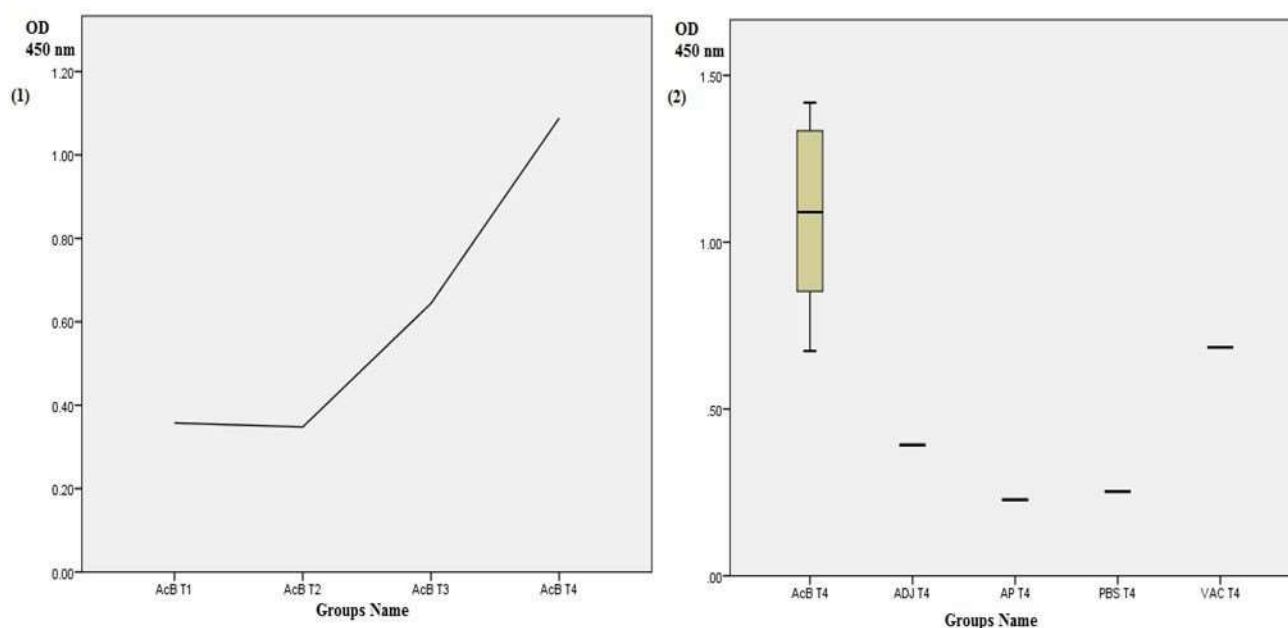 OD
450 nm
(1)
1.20
1.00
0.80
0.60
0.40
0.20
0.00
AcB T1 AcB T2 AcB T3 AcB T4
Groups Name
OD
450 nm
(2)
1.50
1.00
.50
.00
AcB T4 ADJ T4 AP T4 PBS T4 VAC T4
Groups Name